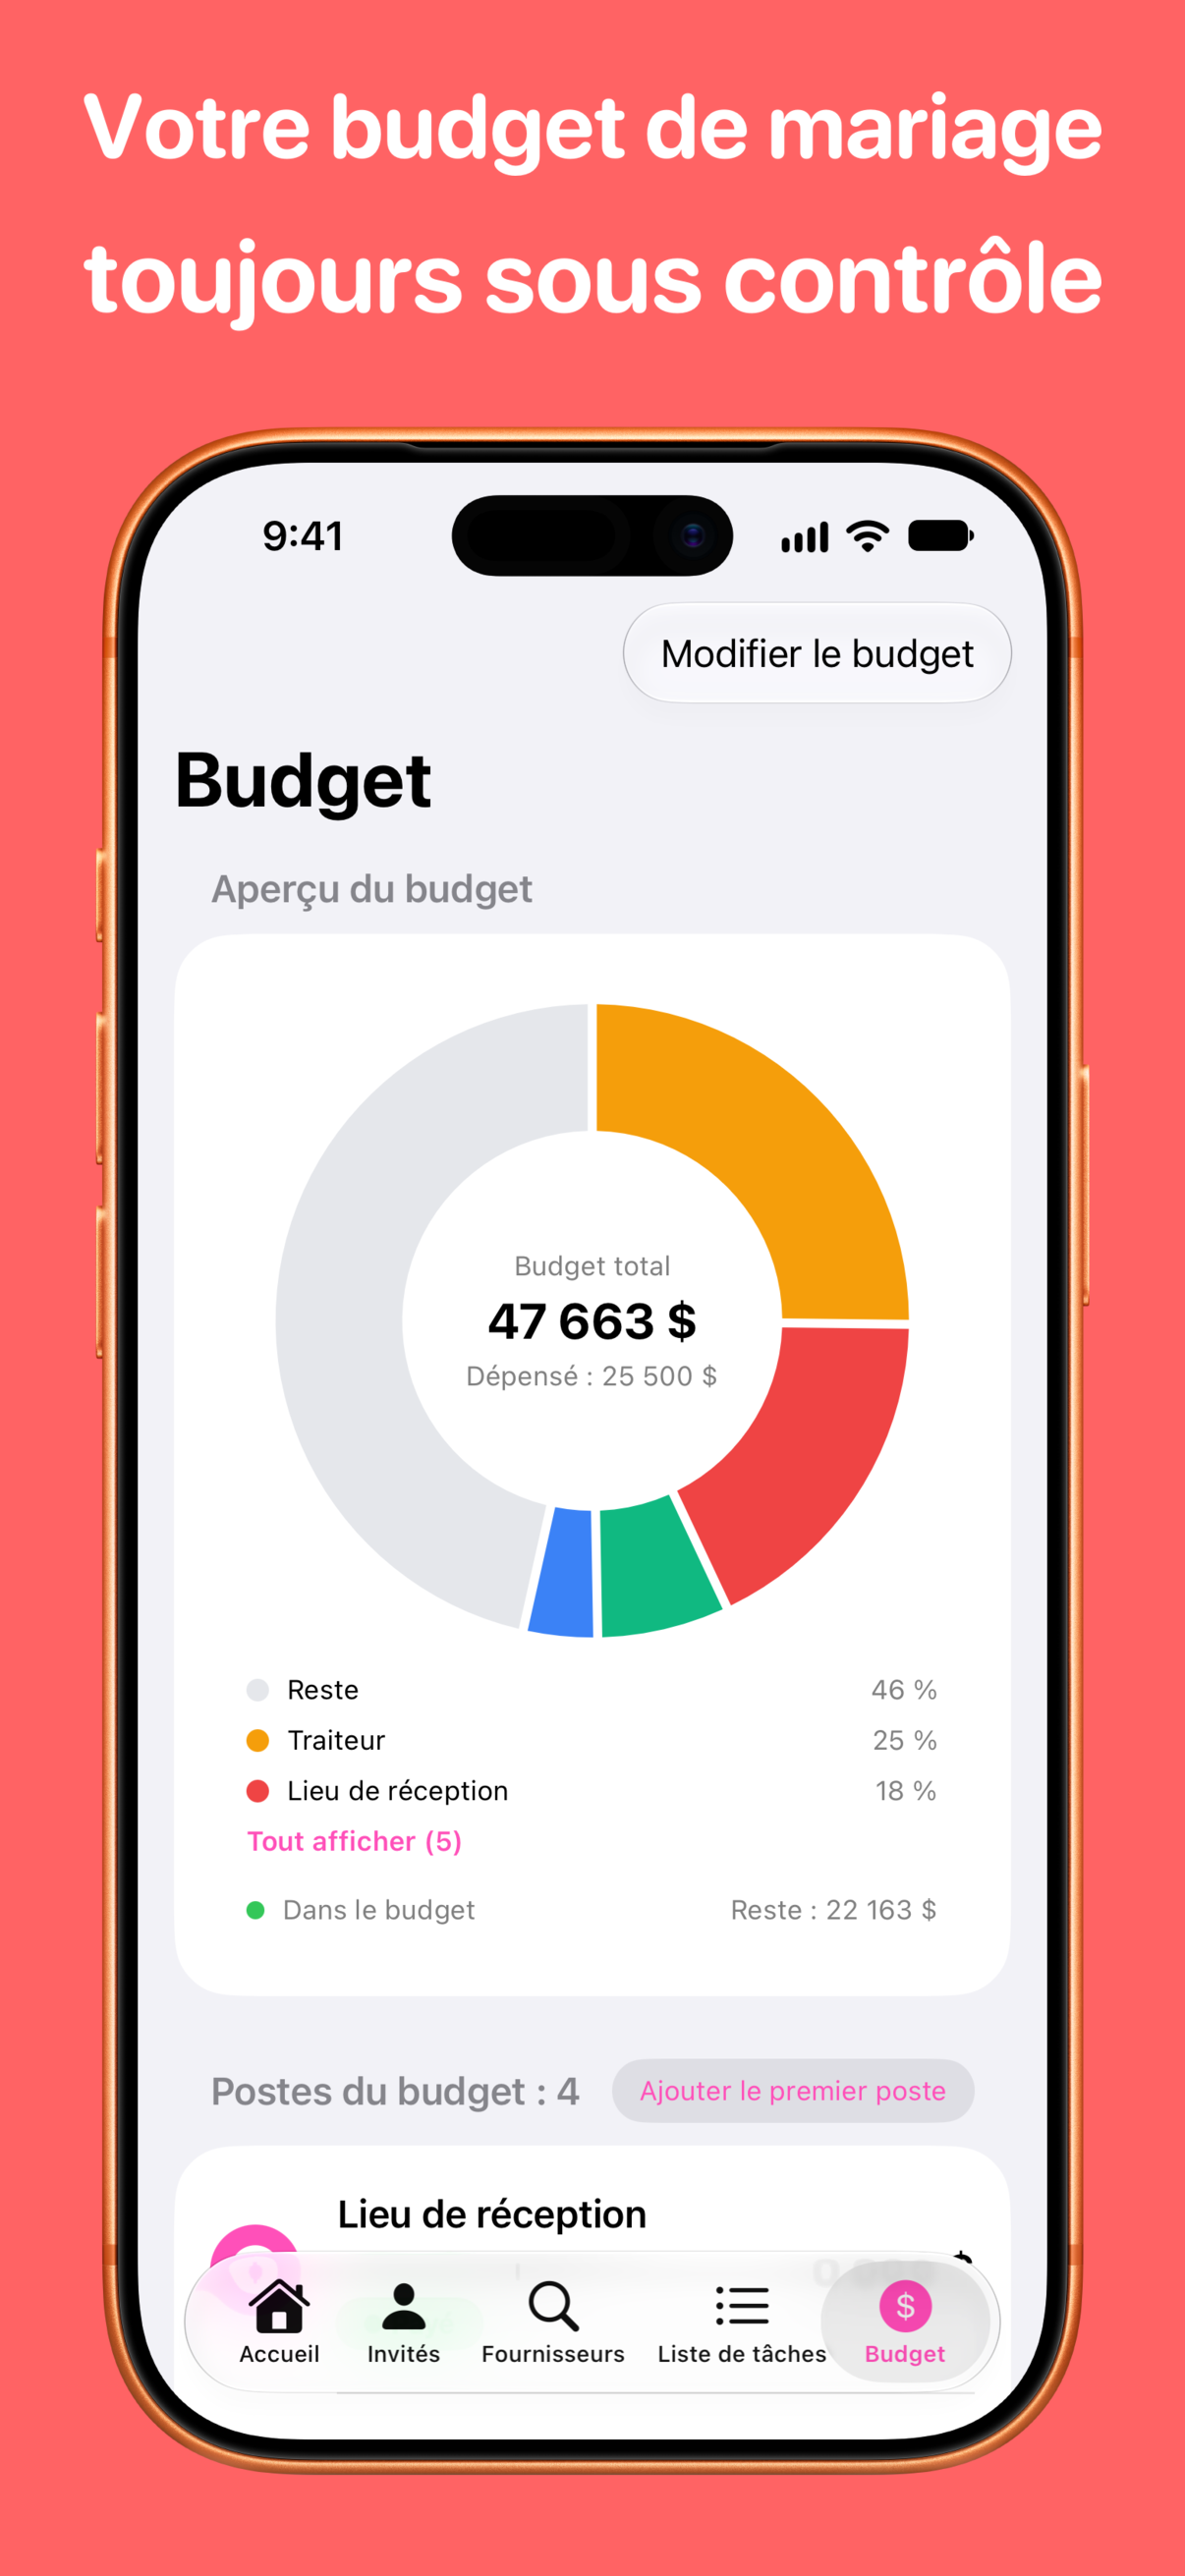 Votre budget de mariage
toujours sous contrôle
9:41
Modifier le budget
Budget
Aperçu du budget
Budget total
47 663 $
Dépensé : 25 500 $
Reste 46 %
Traiteur 25 %
Lieu de réception 18 %
Tout afficher (5)
Dans le budget Reste : 22 163 $
Postes du budget : 4 Ajouter le premier poste
Lieu de réception
$
Accueil Invités Fournisseurs Liste de tâches Budget